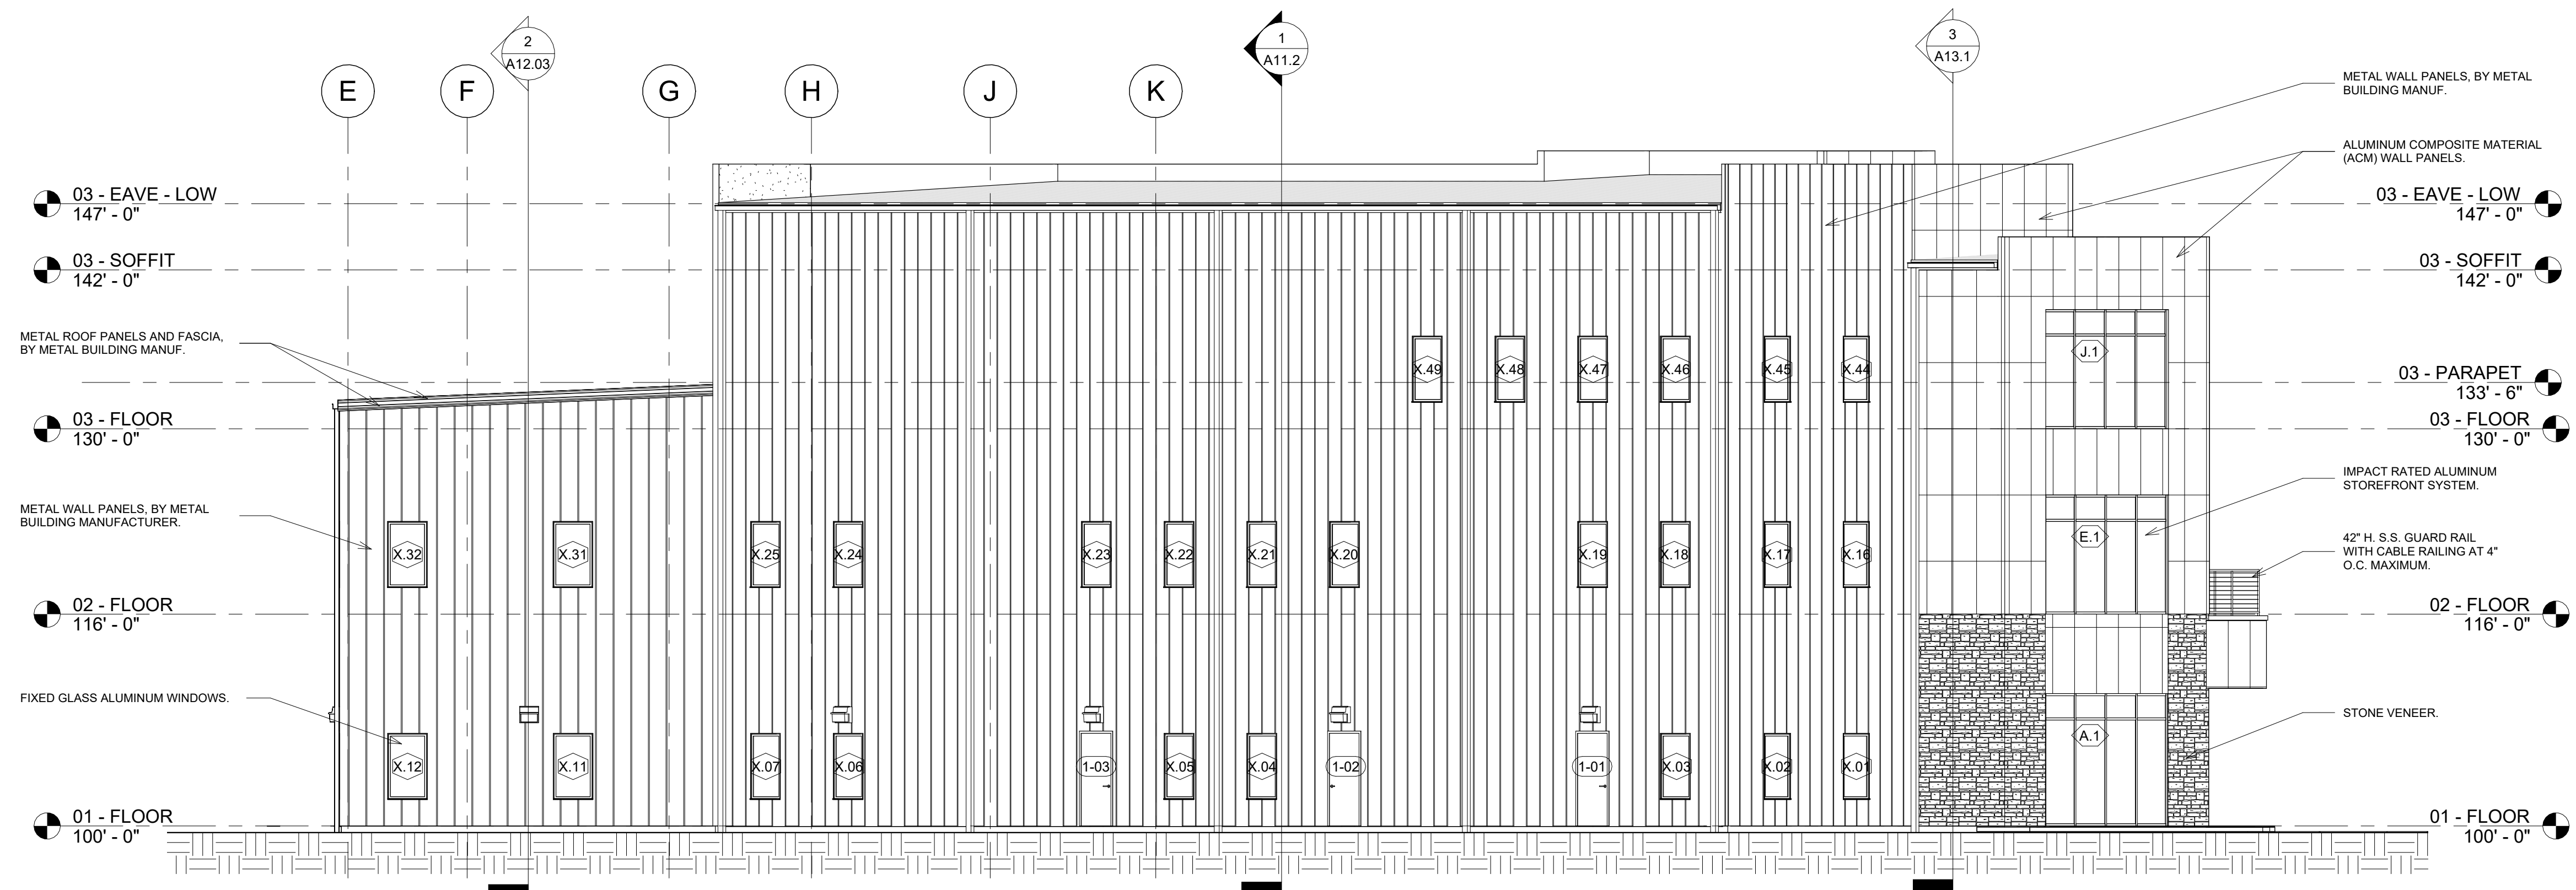 2
A12.03
1
A11.2
3
A13.1
E
F
G
H
J
K
METAL WALL PANELS, BY METAL
BUILDING MANUF.
ALUMINUM COMPOSITE MATERIAL
(ACM) WALL PANELS.
03 - EAVE - LOW
147' - 0"
03 - EAVE - LOW
147' - 0"
03 - SOFFIT
142' - 0"
03 - SOFFIT
142' - 0"
METAL ROOF PANELS AND FASCIA,
BY METAL BUILDING MANUF.
J.1
X.49
X.48
X.47
X.46
X.45
X.44
03 - PARAPET
133' - 6"
03 - FLOOR
130' - 0"
03 - FLOOR
130' - 0"
IMPACT RATED ALUMINUM
STOREFRONT SYSTEM.
METAL WALL PANELS, BY METAL
BUILDING MANUFACTURER.
E.1
42" H. S.S. GUARD RAIL
WITH CABLE RAILING AT 4"
O.C. MAXIMUM.
X.32
X.31
X.25
X.24
X.23
X.22
X.21
X.20
X.19
X.18
X.17
X.16
02 - FLOOR
116' - 0"
02 - FLOOR
116' - 0"
FIXED GLASS ALUMINUM WINDOWS.
STONE VENEER.
A.1
X.12
X.11
X.07
X.06
1-03
X.05
X.04
1-02
1-01
X.03
X.02
X.01
01 - FLOOR
100' - 0"
01 - FLOOR
100' - 0"